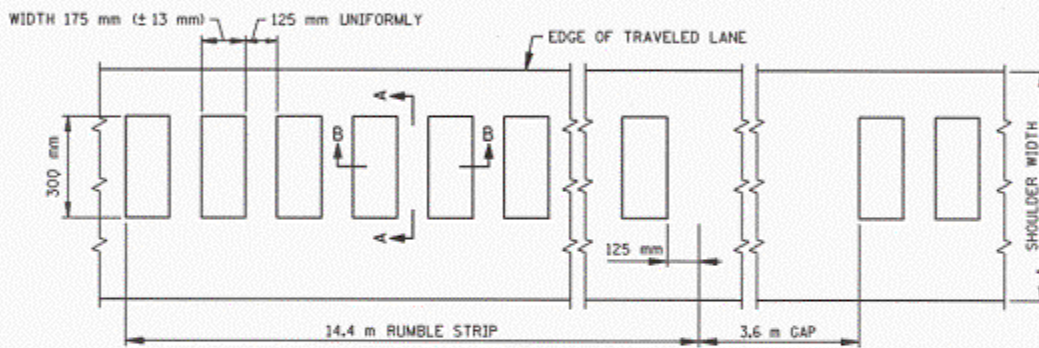 WIDTH 175 mm (±13 mm)
125 mm UNIFORMLY
EDGE OF TRAVELED LANE
A
B
B
300 mm
SHOULDER WIDTH
A
125 mm
14.4 m RUMBLE STRIP
3.6 m GAP